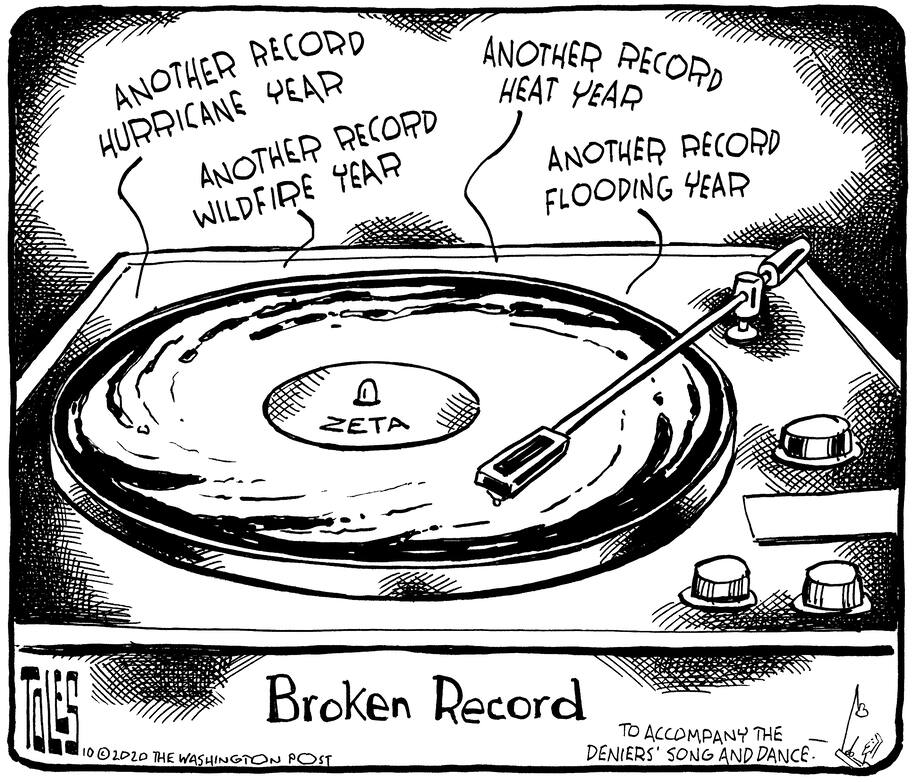 ANOTHER RECORD
HURRICANE YEAR
ANOTHER RECORD
WILDFIRE YEAR
ANOTHER RECORD
HEAT YEAR
ANOTHER RECORD
FLOODING YEAR
ZETA
Broken Record
TOLES
10 © 2020 THE WASHINGTON POST
TO ACCOMPANY THE
DENIERS' SONG AND DANCE.